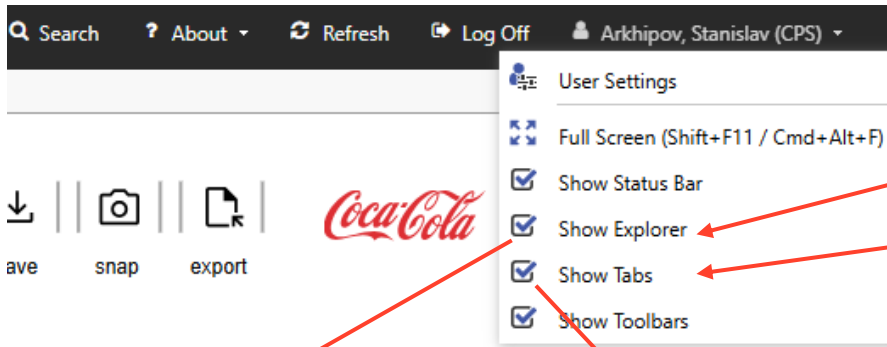 Search ? About Refresh Log Off Arkhipov, Stanislav (CPS)
User Settings
Full Screen (Shift+F11 / Cmd+Alt+F)
Show Status Bar
Coca-Cola
Show Explorer
ave snap export
Show Tabs
Show Toolbars